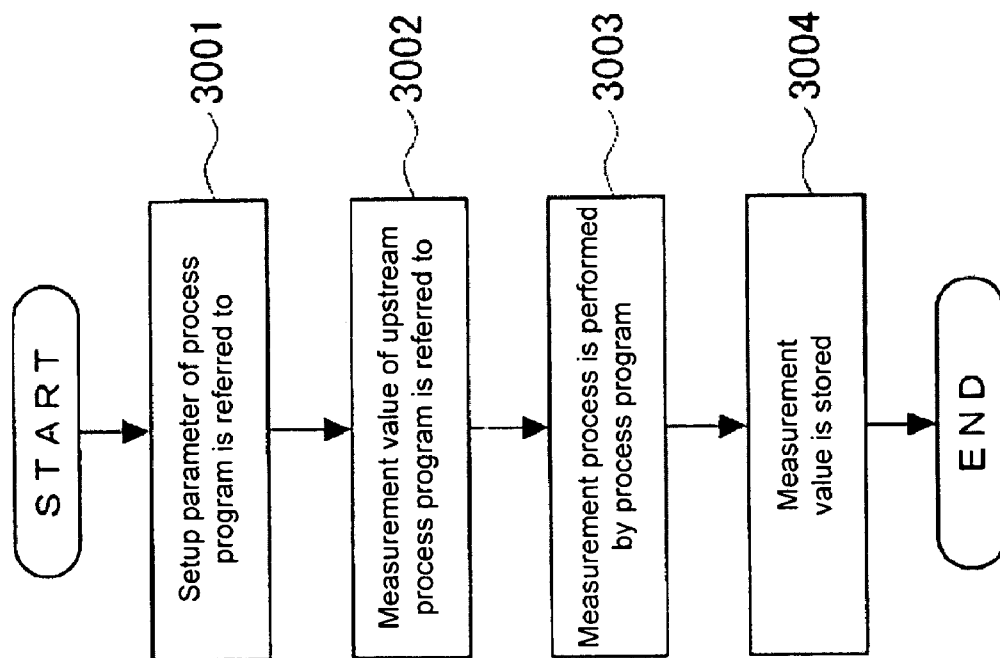 START
Setup parameter of process
program is referred to
3001
Measurement value of upstream
process program is referred to
3002
Measurement process is performed
by process program
3003
Measurement
value is stored
3004
END